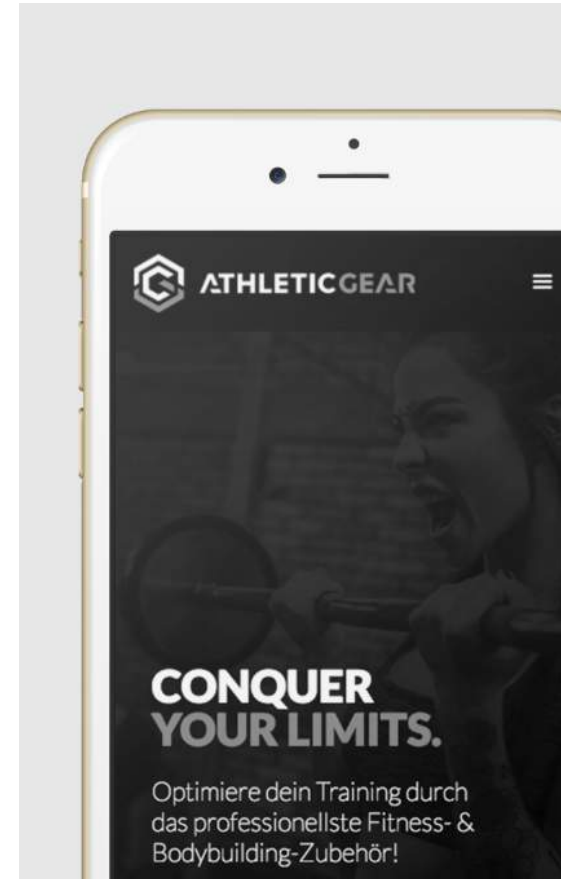 ATHLETICGEAR
CONQUER
YOUR LIMITS.
Optimiere dein Training durch
das professionellste Fitness- &
Bodybuilding-Zubehör!